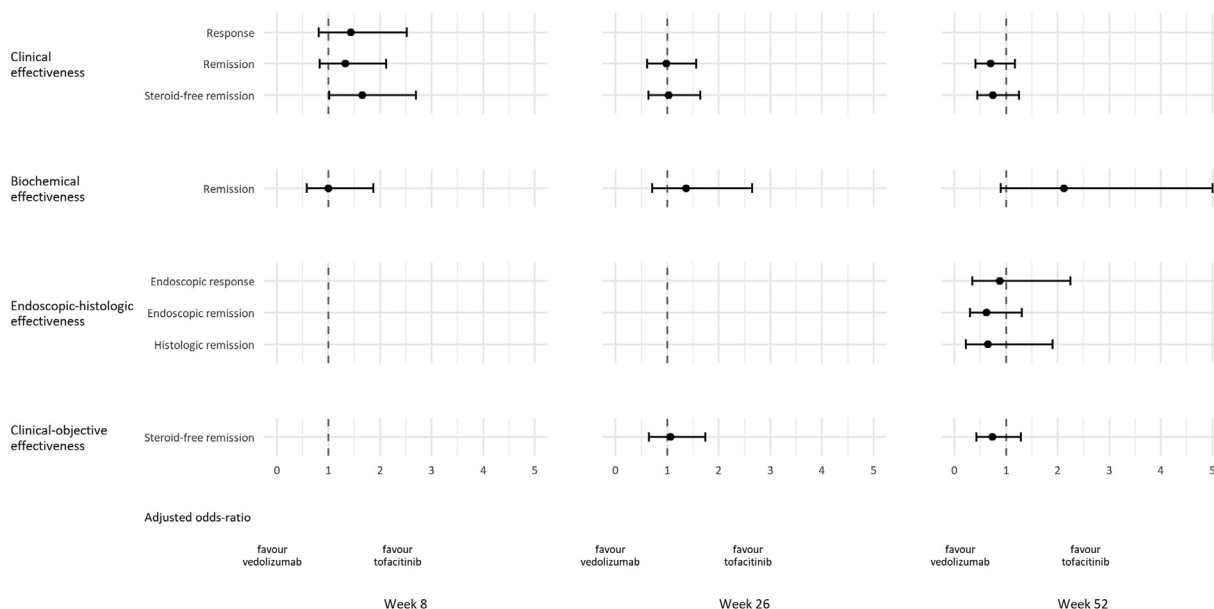 Clinical
effectiveness
Response
Remission
Steroid-free remission
Biochemical
effectiveness
Remission
Endoscopic-histologic
effectiveness
Endoscopic response
Endoscopic remission
Histologic remission
Clinical-objective
effectiveness
Steroid-free remission
0 1 2 3 4 5
0 1 2 3 4 5
0 1 2 3 4 5
Adjusted odds-ratio
favour
vedolizumab
favour
tofacitinib
favour
vedolizumab
favour
tofacitinib
favour
vedolizumab
favour
tofacitinib
Week 8
Week 26
Week 52